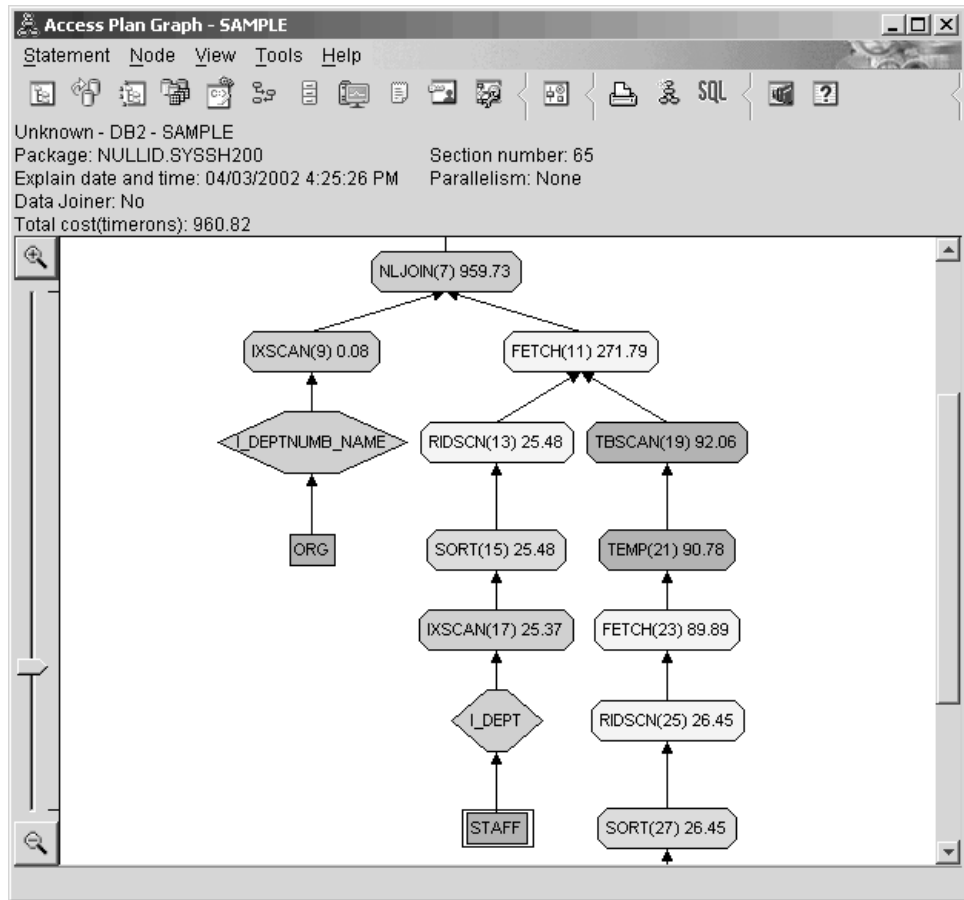 Access Plan Graph - SAMPLE
Statement Node View Tools Help
SQL
?
Unknown - DB2 - SAMPLE
Package: NULLID.SYSSH200 Section number: 65
Explain date and time: 04/03/2002 4:25:26 PM Parallelism: None
Data Joiner: No
Total cost(timerons): 960.82
NLJOIN(7) 959.73
IXSCAN(9) 0.08 FETCH(11) 271.79
I_DEPTNUMB_NAME RIDSCN(13) 25.48 TBSCAN(19) 92.06
ORG SORT(15) 25.48 TEMP(21) 90.78
IXSCAN(17) 25.37 FETCH(23) 89.89
I_DEPT RIDSCN(25) 26.45
STAFF SORT(27) 26.45